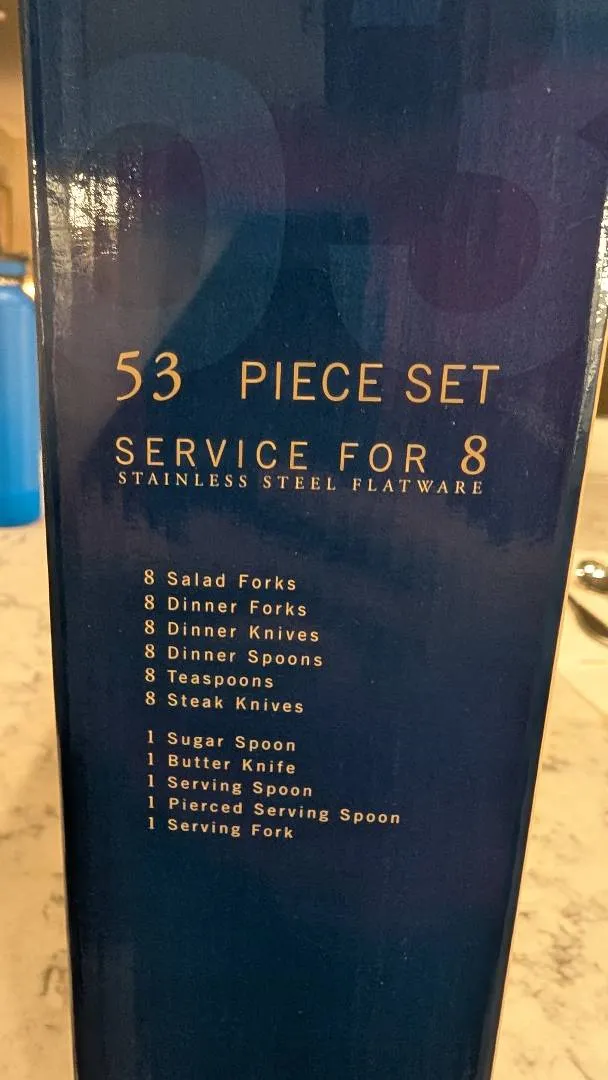 53 PIECE SET
SERVICE FOR 8
STAINLESS STEEL FLATWARE
8 Salad Forks
8 Dinner Forks
8 Dinner Knives
8 Dinner Spoons
8 Teaspoons
8 Steak Knives
1 Sugar Spoon
1 Butter Knife
1 Serving Spoon
1 Pierced Serving Spoon
1 Serving Fork